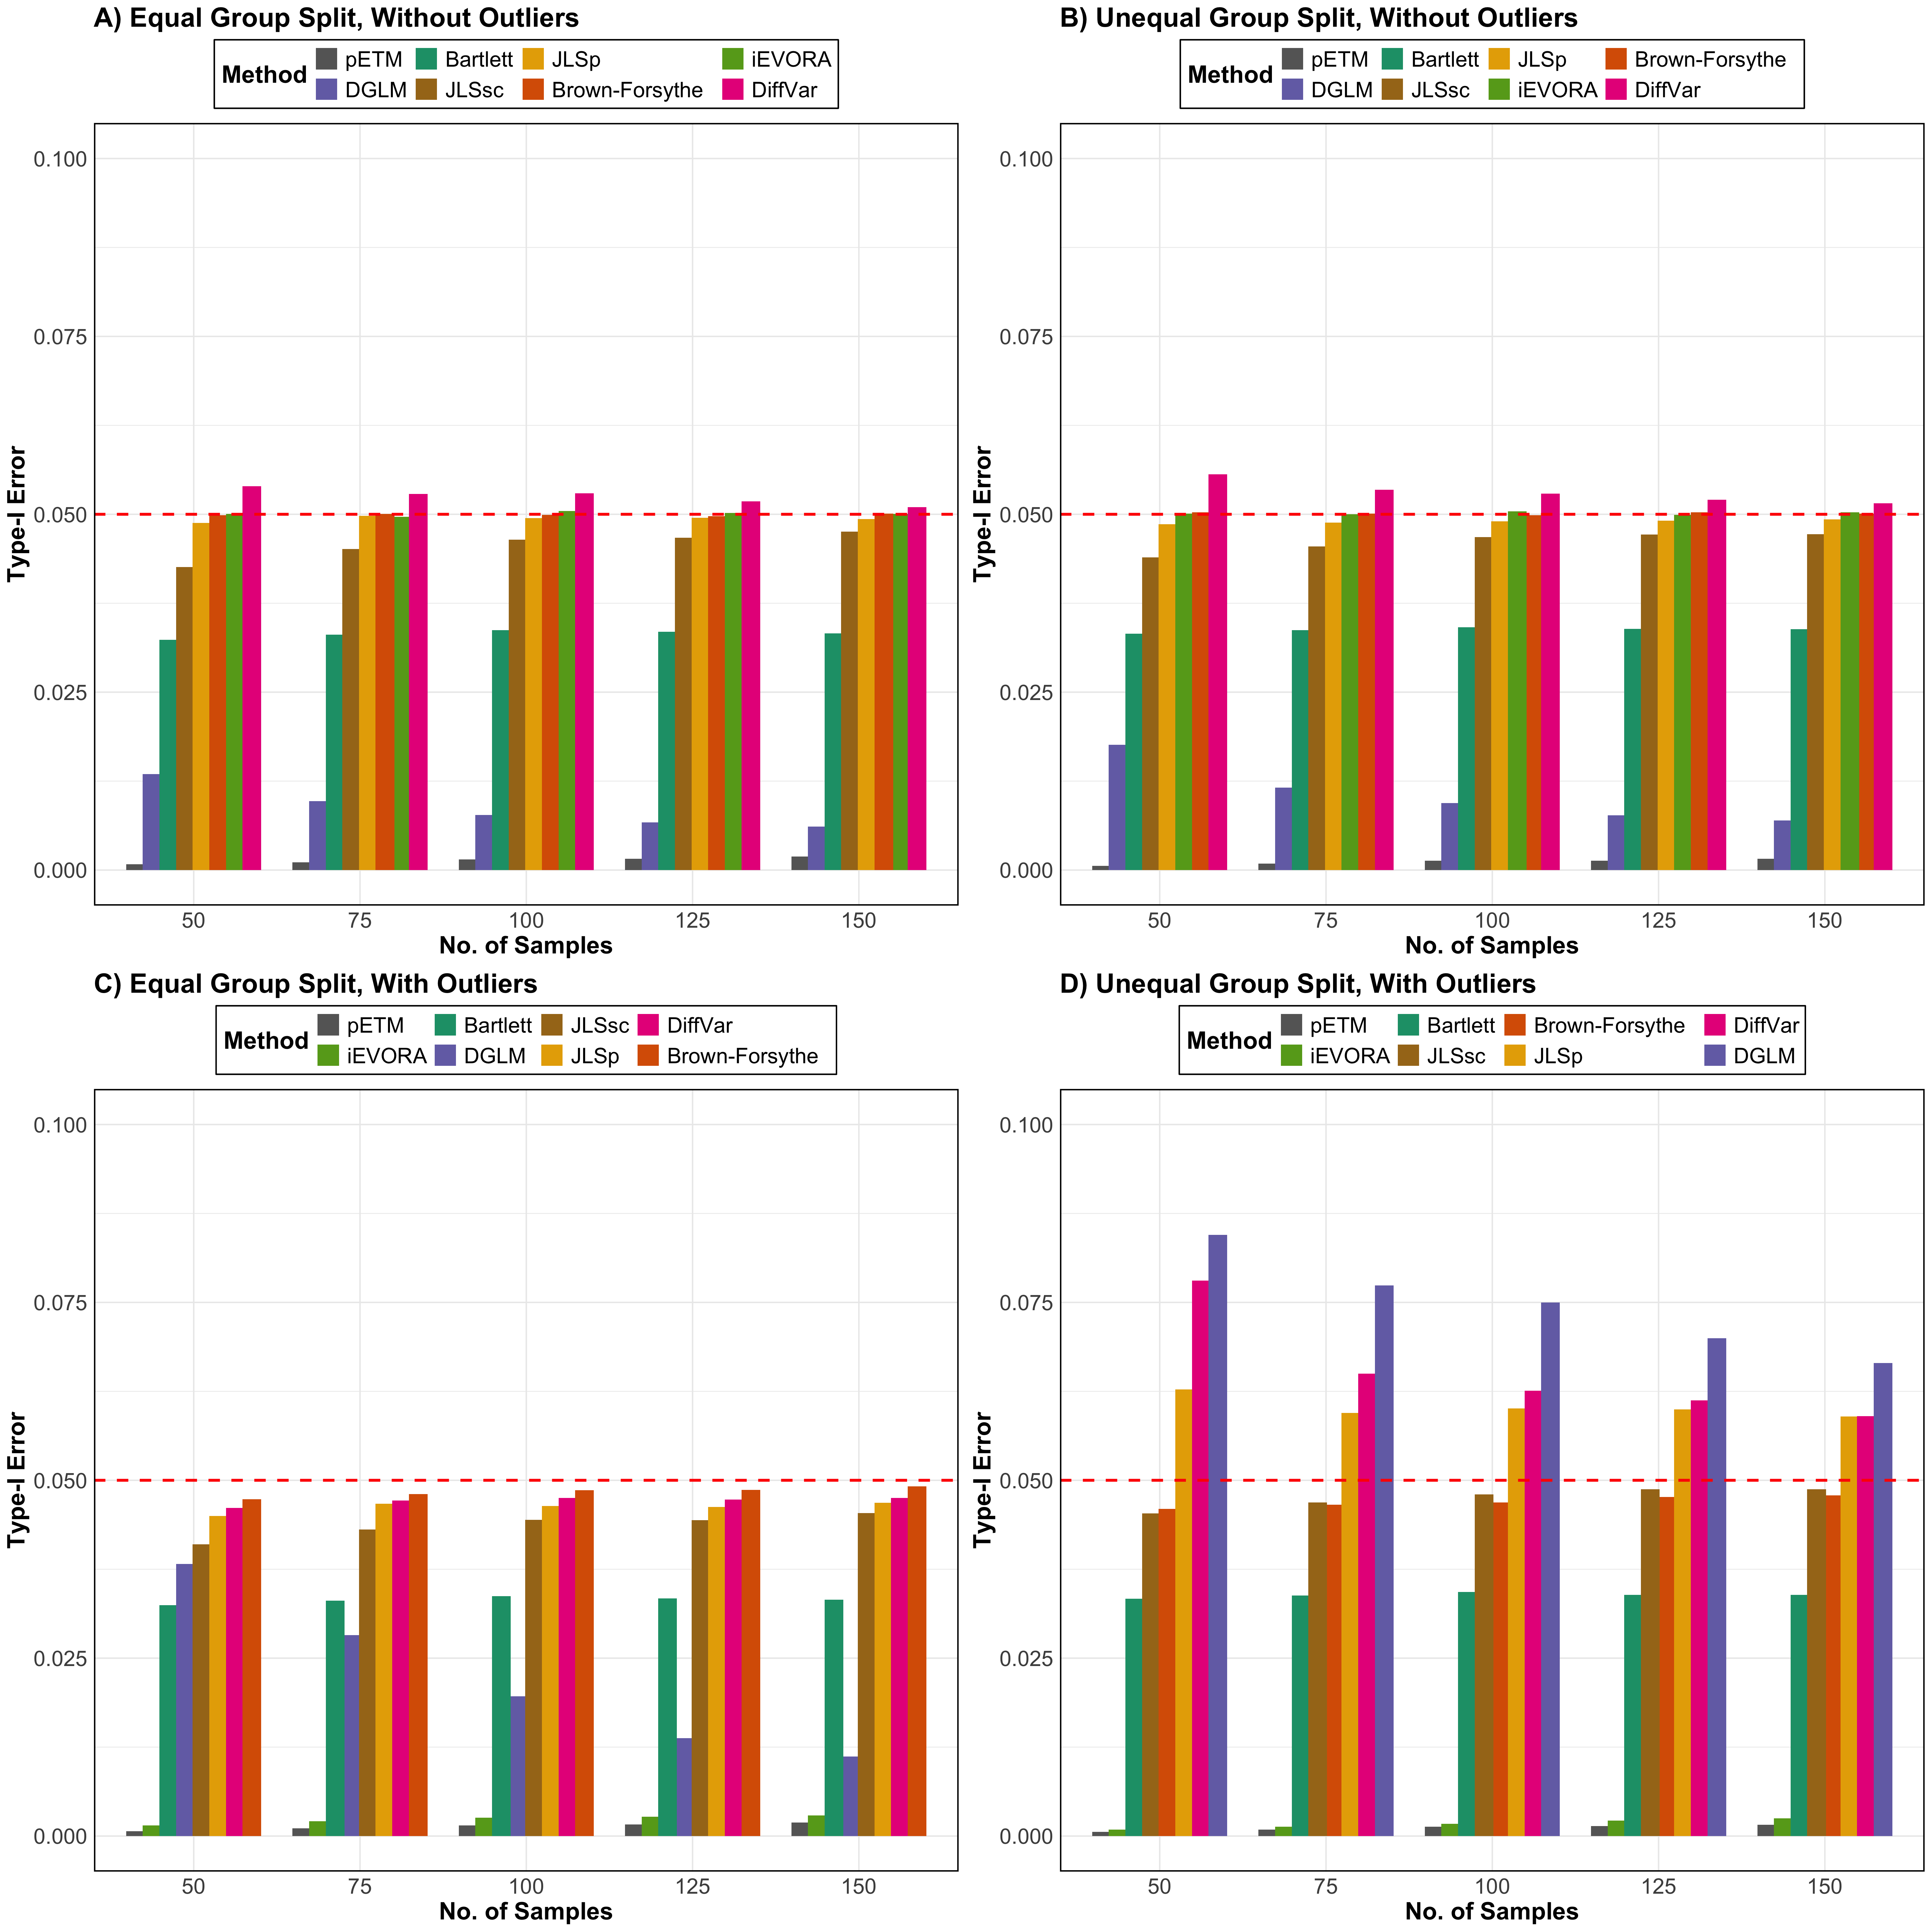 A) Equal Group Split, Without Outliers
Method pETM Bartlett JLSp iEVORA
DGLM JLSsc Brown-Forsythe DiffVar
0.100
0.075
0.050
0.025
0.000
Type-I Error
50 75 100 125 150
No. of Samples
B) Unequal Group Split, Without Outliers
Method pETM Bartlett JLSp Brown-Forsythe
DGLM JLSsc iEVORA DiffVar
0.100
0.075
0.050
0.025
0.000
Type-I Error
50 75 100 125 150
No. of Samples
C) Equal Group Split, With Outliers
Method pETM Bartlett JLSsc DiffVar
iEVORA DGLM JLSp Brown-Forsythe
0.100
0.075
0.050
0.025
0.000
Type-I Error
50 75 100 125 150
No. of Samples
D) Unequal Group Split, With Outliers
Method pETM Bartlett Brown-Forsythe DiffVar
iEVORA JLSsc JLSp DGLM
0.100
0.075
0.050
0.025
0.000
Type-I Error
50 75 100 125 150
No. of Samples